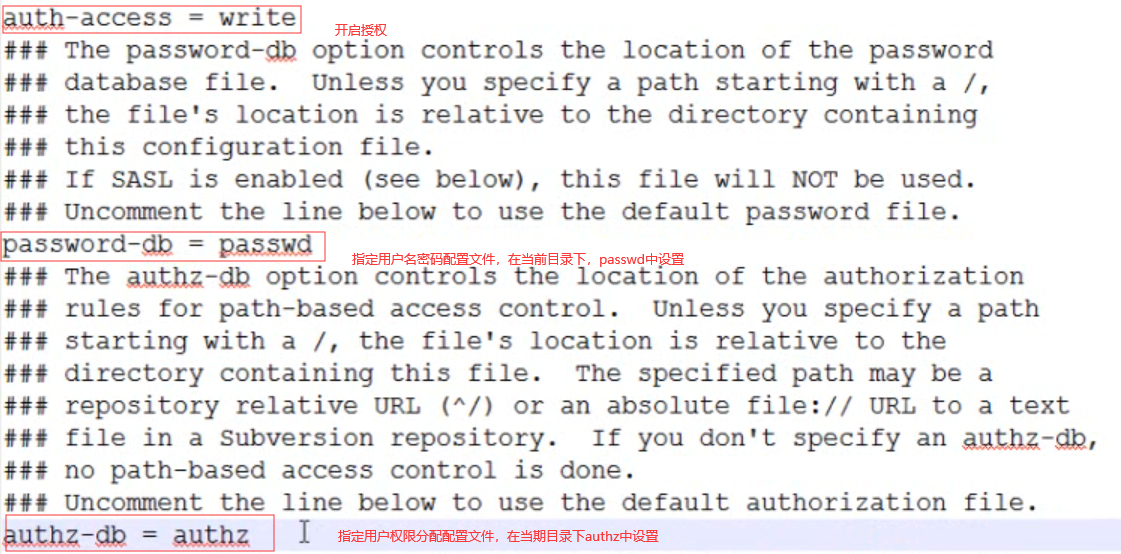 auth-access = write
开启授权
### The password-db option controls the location of the password
### database file.  Unless you specify a path starting with a /,
### the file's location is relative to the directory containing
### this configuration file.
### If SASL is enabled (see below), this file will NOT be used.
### Uncomment the line below to use the default password file.
password-db = passwd
指定用户名密码配置文件，在当前目录下，passwd中设置
### The authz-db option controls the location of the authorization
### rules for path-based access control.  Unless you specify a path
### starting with a /, the file's location is relative to the
### directory containing this file.  The specified path may be a
### repository relative URL (^/) or an absolute file:// URL to a text
### file in a Subversion repository.  If you don't specify an authz-db,
### no path-based access control is done.
### Uncomment the line below to use the default authorization file.
authz-db = authz
指定用户权限分配配置文件，在当期目录下authz中设置